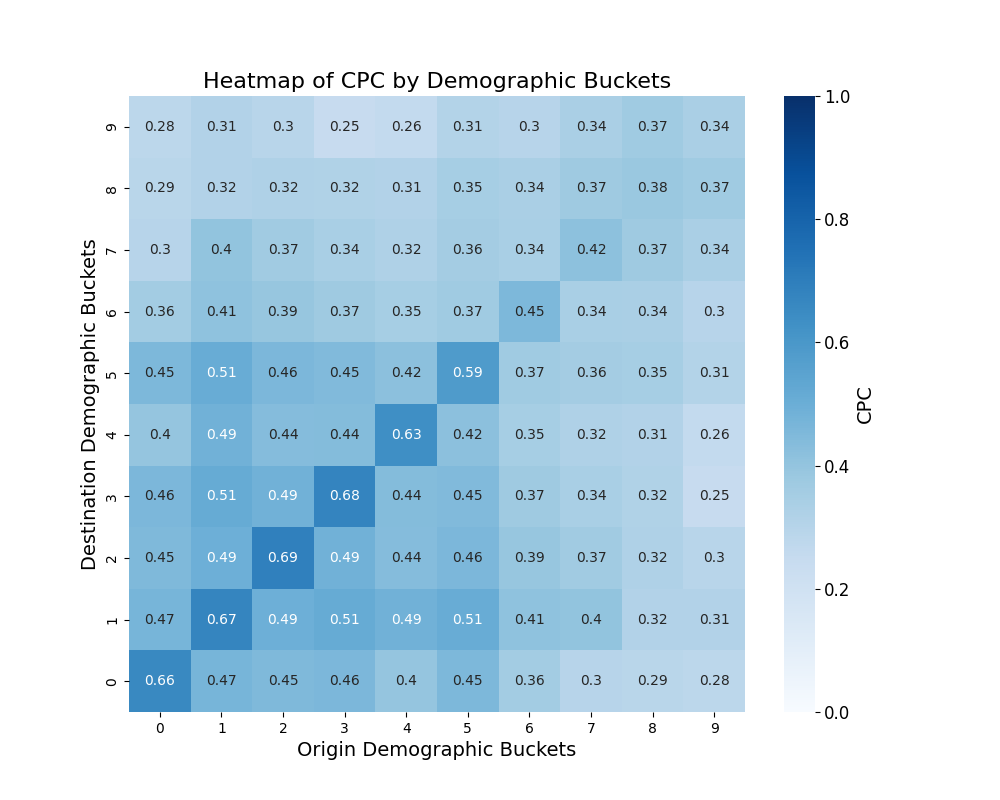 Heatmap of CPC by Demographic Buckets
9 0.28 0.31 0.3 0.25 0.26 0.31 0.3 0.34 0.37 0.34
8 0.29 0.32 0.32 0.32 0.31 0.35 0.34 0.37 0.38 0.37
7 0.3 0.4 0.37 0.34 0.32 0.36 0.34 0.42 0.37 0.34
6 0.36 0.41 0.39 0.37 0.35 0.37 0.45 0.34 0.34 0.3
5 0.45 0.51 0.46 0.45 0.42 0.59 0.37 0.36 0.35 0.31
4 0.4 0.49 0.44 0.44 0.63 0.42 0.35 0.32 0.31 0.26
3 0.46 0.51 0.49 0.68 0.44 0.45 0.37 0.34 0.32 0.25
2 0.45 0.49 0.69 0.49 0.44 0.46 0.39 0.37 0.32 0.3
1 0.47 0.67 0.49 0.51 0.49 0.51 0.41 0.4 0.32 0.31
0 0.66 0.47 0.45 0.46 0.4 0.45 0.36 0.3 0.29 0.28
0 1 2 3 4 5 6 7 8 9
Origin Demographic Buckets
Destination Demographic Buckets
1.0
0.8
0.6
0.4
0.2
0.0
CPC